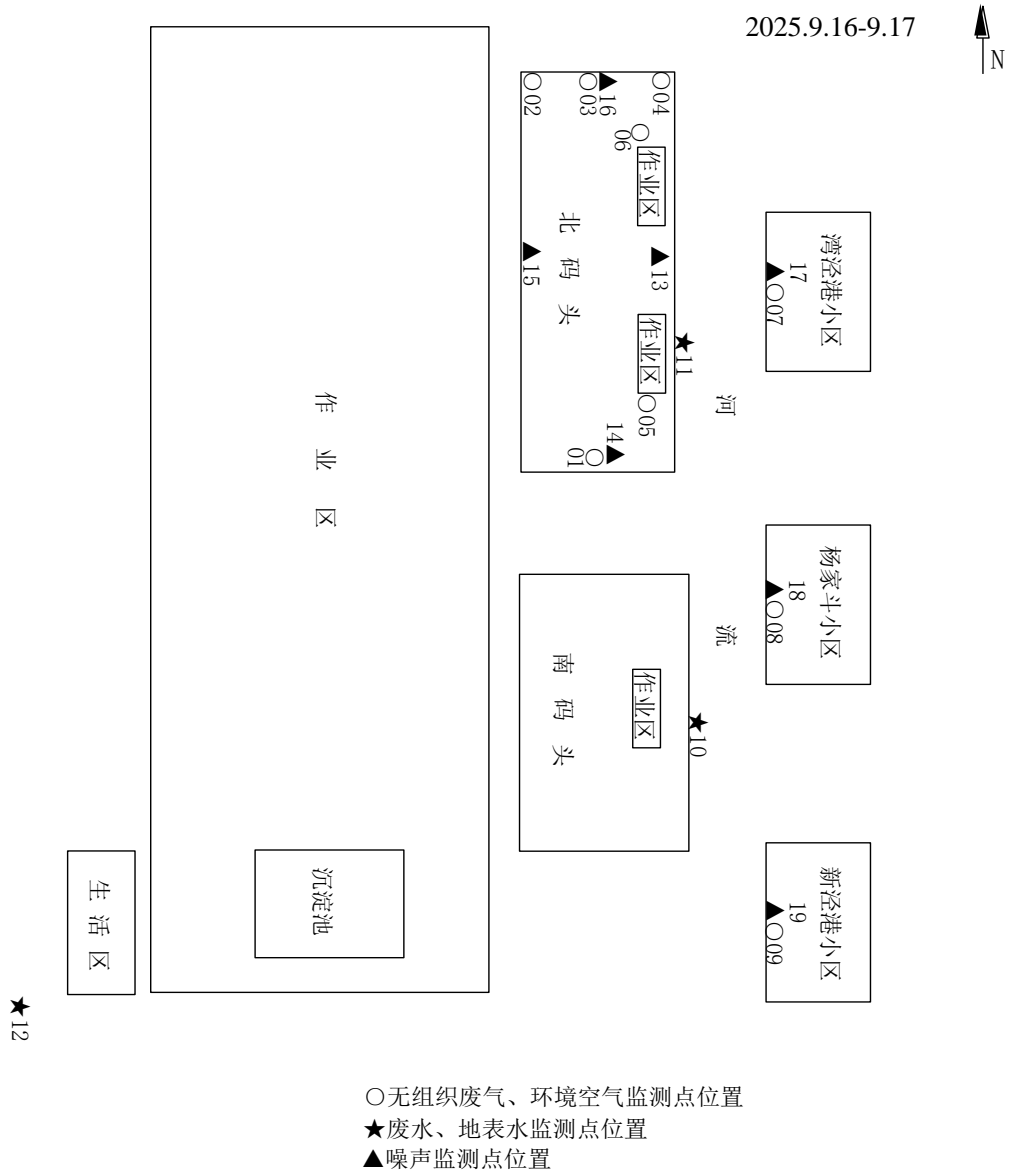 2025.9.16-9.17
N
○02
○03
▲16
○04
○06
作业区
北码头
▲15
▲13
作业区
★11
○05
14▲
01○
湾泾港小区
17
▲○07
河
作业区
杨家斗小区
18
▲○08
流
南码头
作业区
★10
沉淀池
生活区
新泾港小区
19
▲○09
★12
○无组织废气、环境空气监测点位置
★废水、地表水监测点位置
▲噪声监测点位置